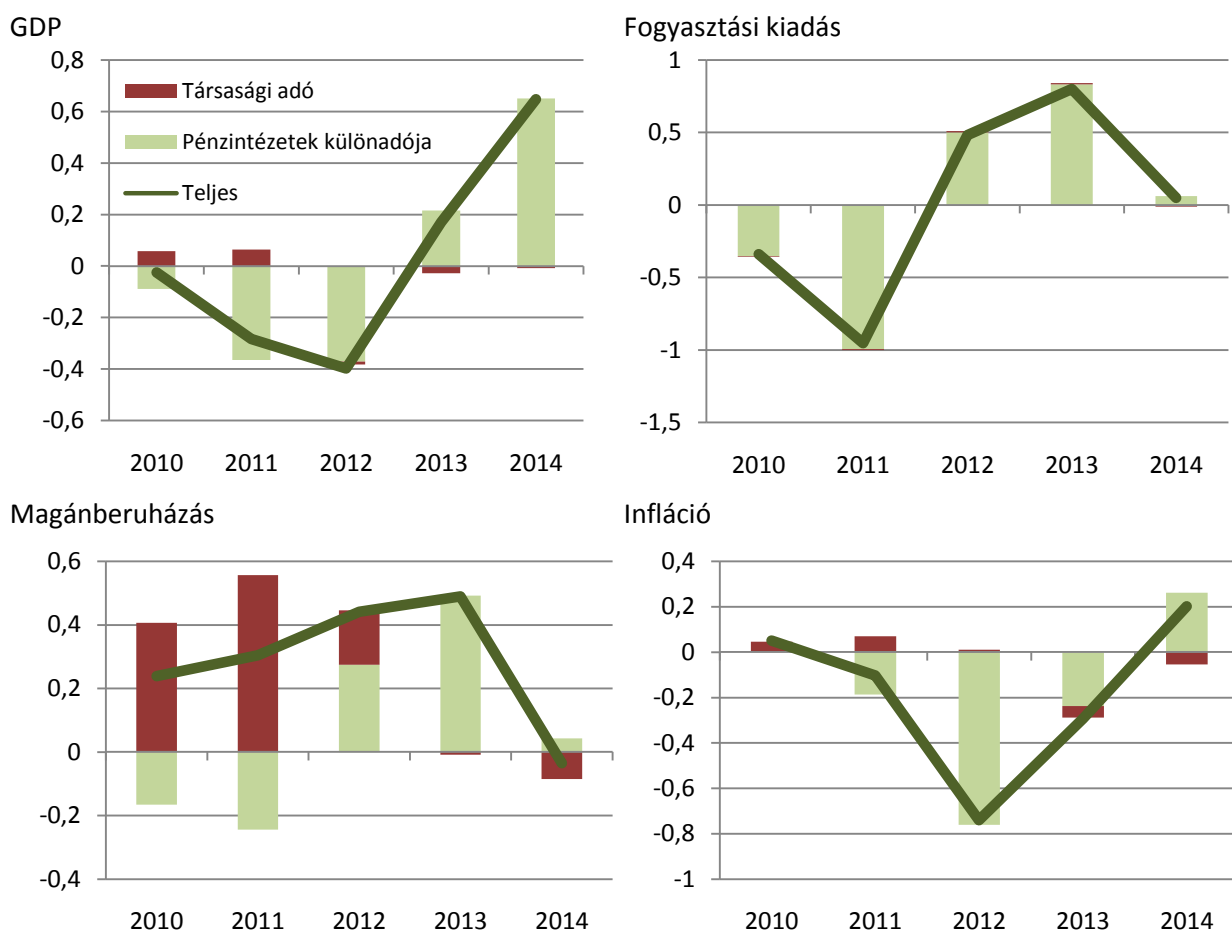 GDP
0,8
0,6
0,4
0,2
0
-0,2
-0,4
-0,6
Társasági adó
Pénzintézetek különadója
Teljes
2010 2011 2012 2013 2014
Fogyasztási kiadás
1
0,5
0
-0,5
-1
-1,5
2010 2011 2012 2013 2014
Magánberuházás
0,6
0,4
0,2
0
-0,2
-0,4
2010 2011 2012 2013 2014
Infláció
0,4
0,2
0
-0,2
-0,4
-0,6
-0,8
-1
2010 2011 2012 2013 2014